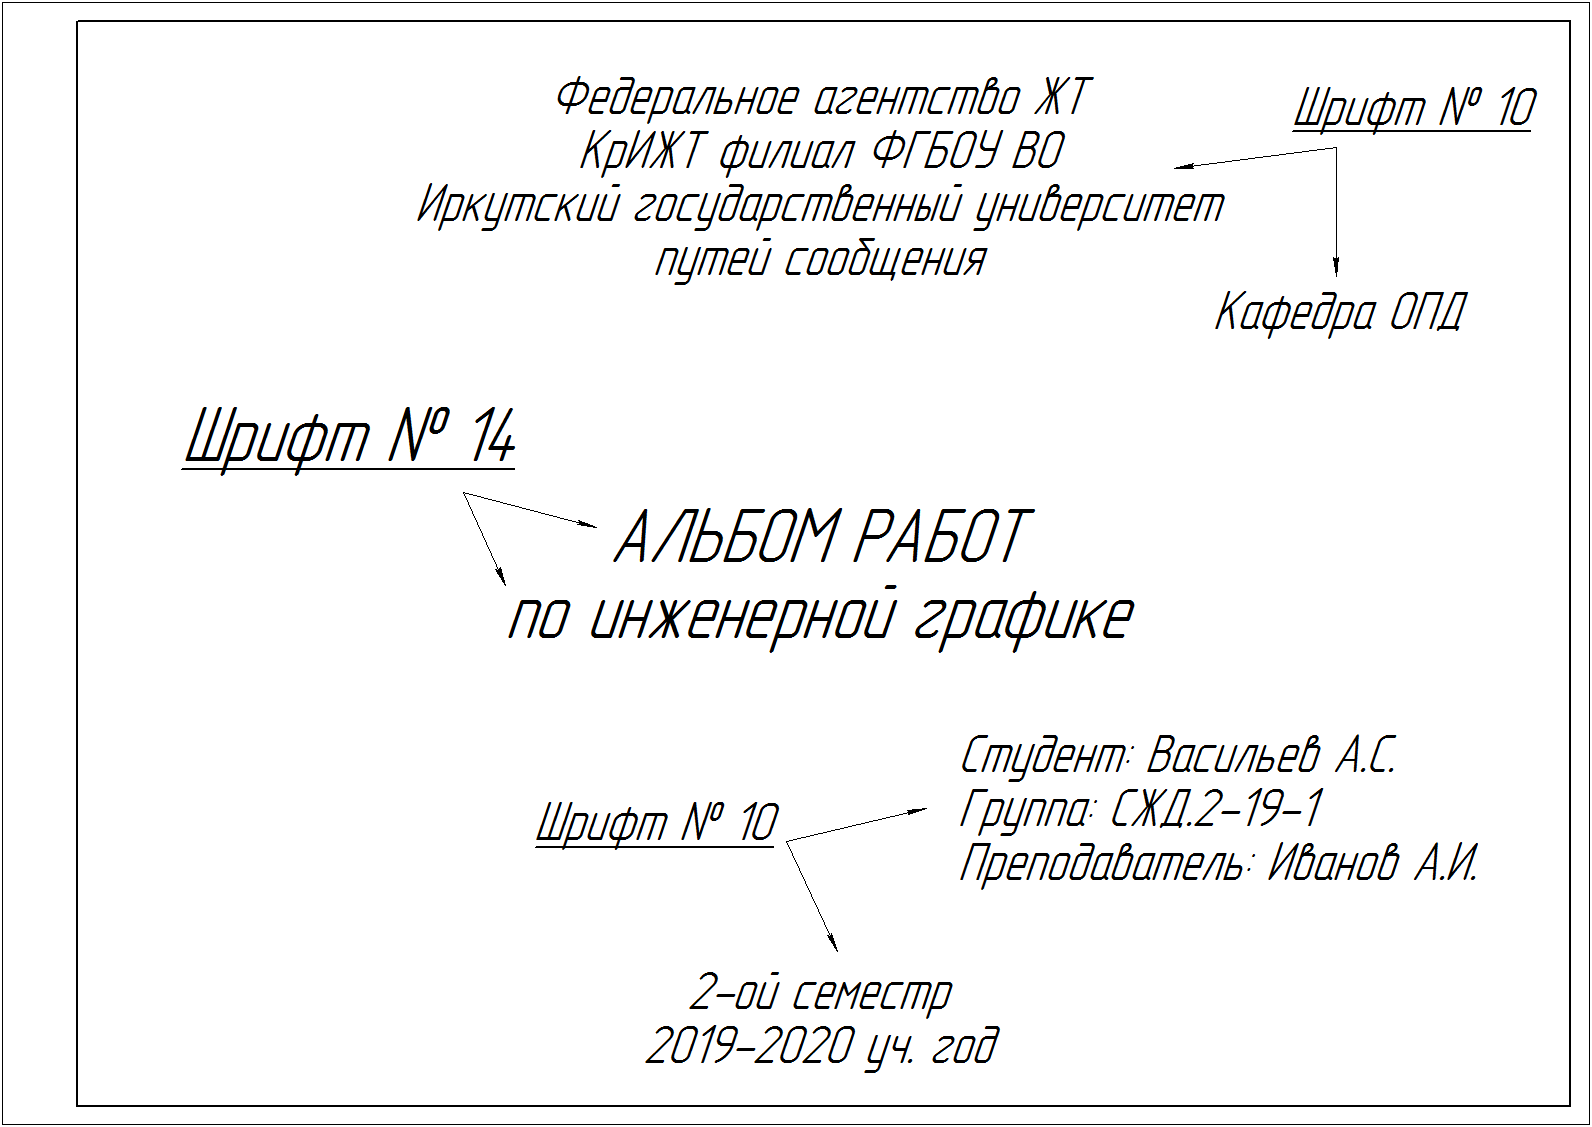 Федеральное агентство ЖТ
КрИЖТ филиал ФГБОУ ВО
Иркутский государственный университет
путей сообщения
Шрифт № 10
Кафедра ОПД
Шрифт № 14
АЛЬБОМ РАБОТ
по инженерной графике
Студент: Васильев А.С.
Группа: СЖД.2-19-1
Преподаватель: Иванов А.И.
Шрифт № 10
2-ой семестр
2019-2020 уч. год